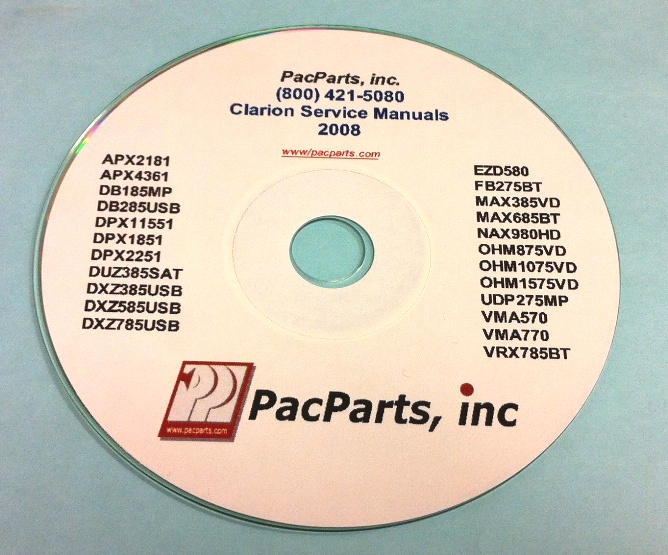 PacParts, inc.
(800) 421-5080
Clarion Service Manuals
2008
www/pacparts.com
APX2181
APX4361
DB185MP
DB285USB
DPX11551
DPX1851
DPX2251
DUZ385SAT
DXZ385USB
DXZ585USB
DXZ785USB
EZD580
FB275BT
MAX385VD
MAX685BT
NAX980HD
OHM875VD
OHM1075VD
OHM1575VD
UDP275MP
VMA570
VMA770
VRX785BT
www.pacparts.com
PacParts, inc